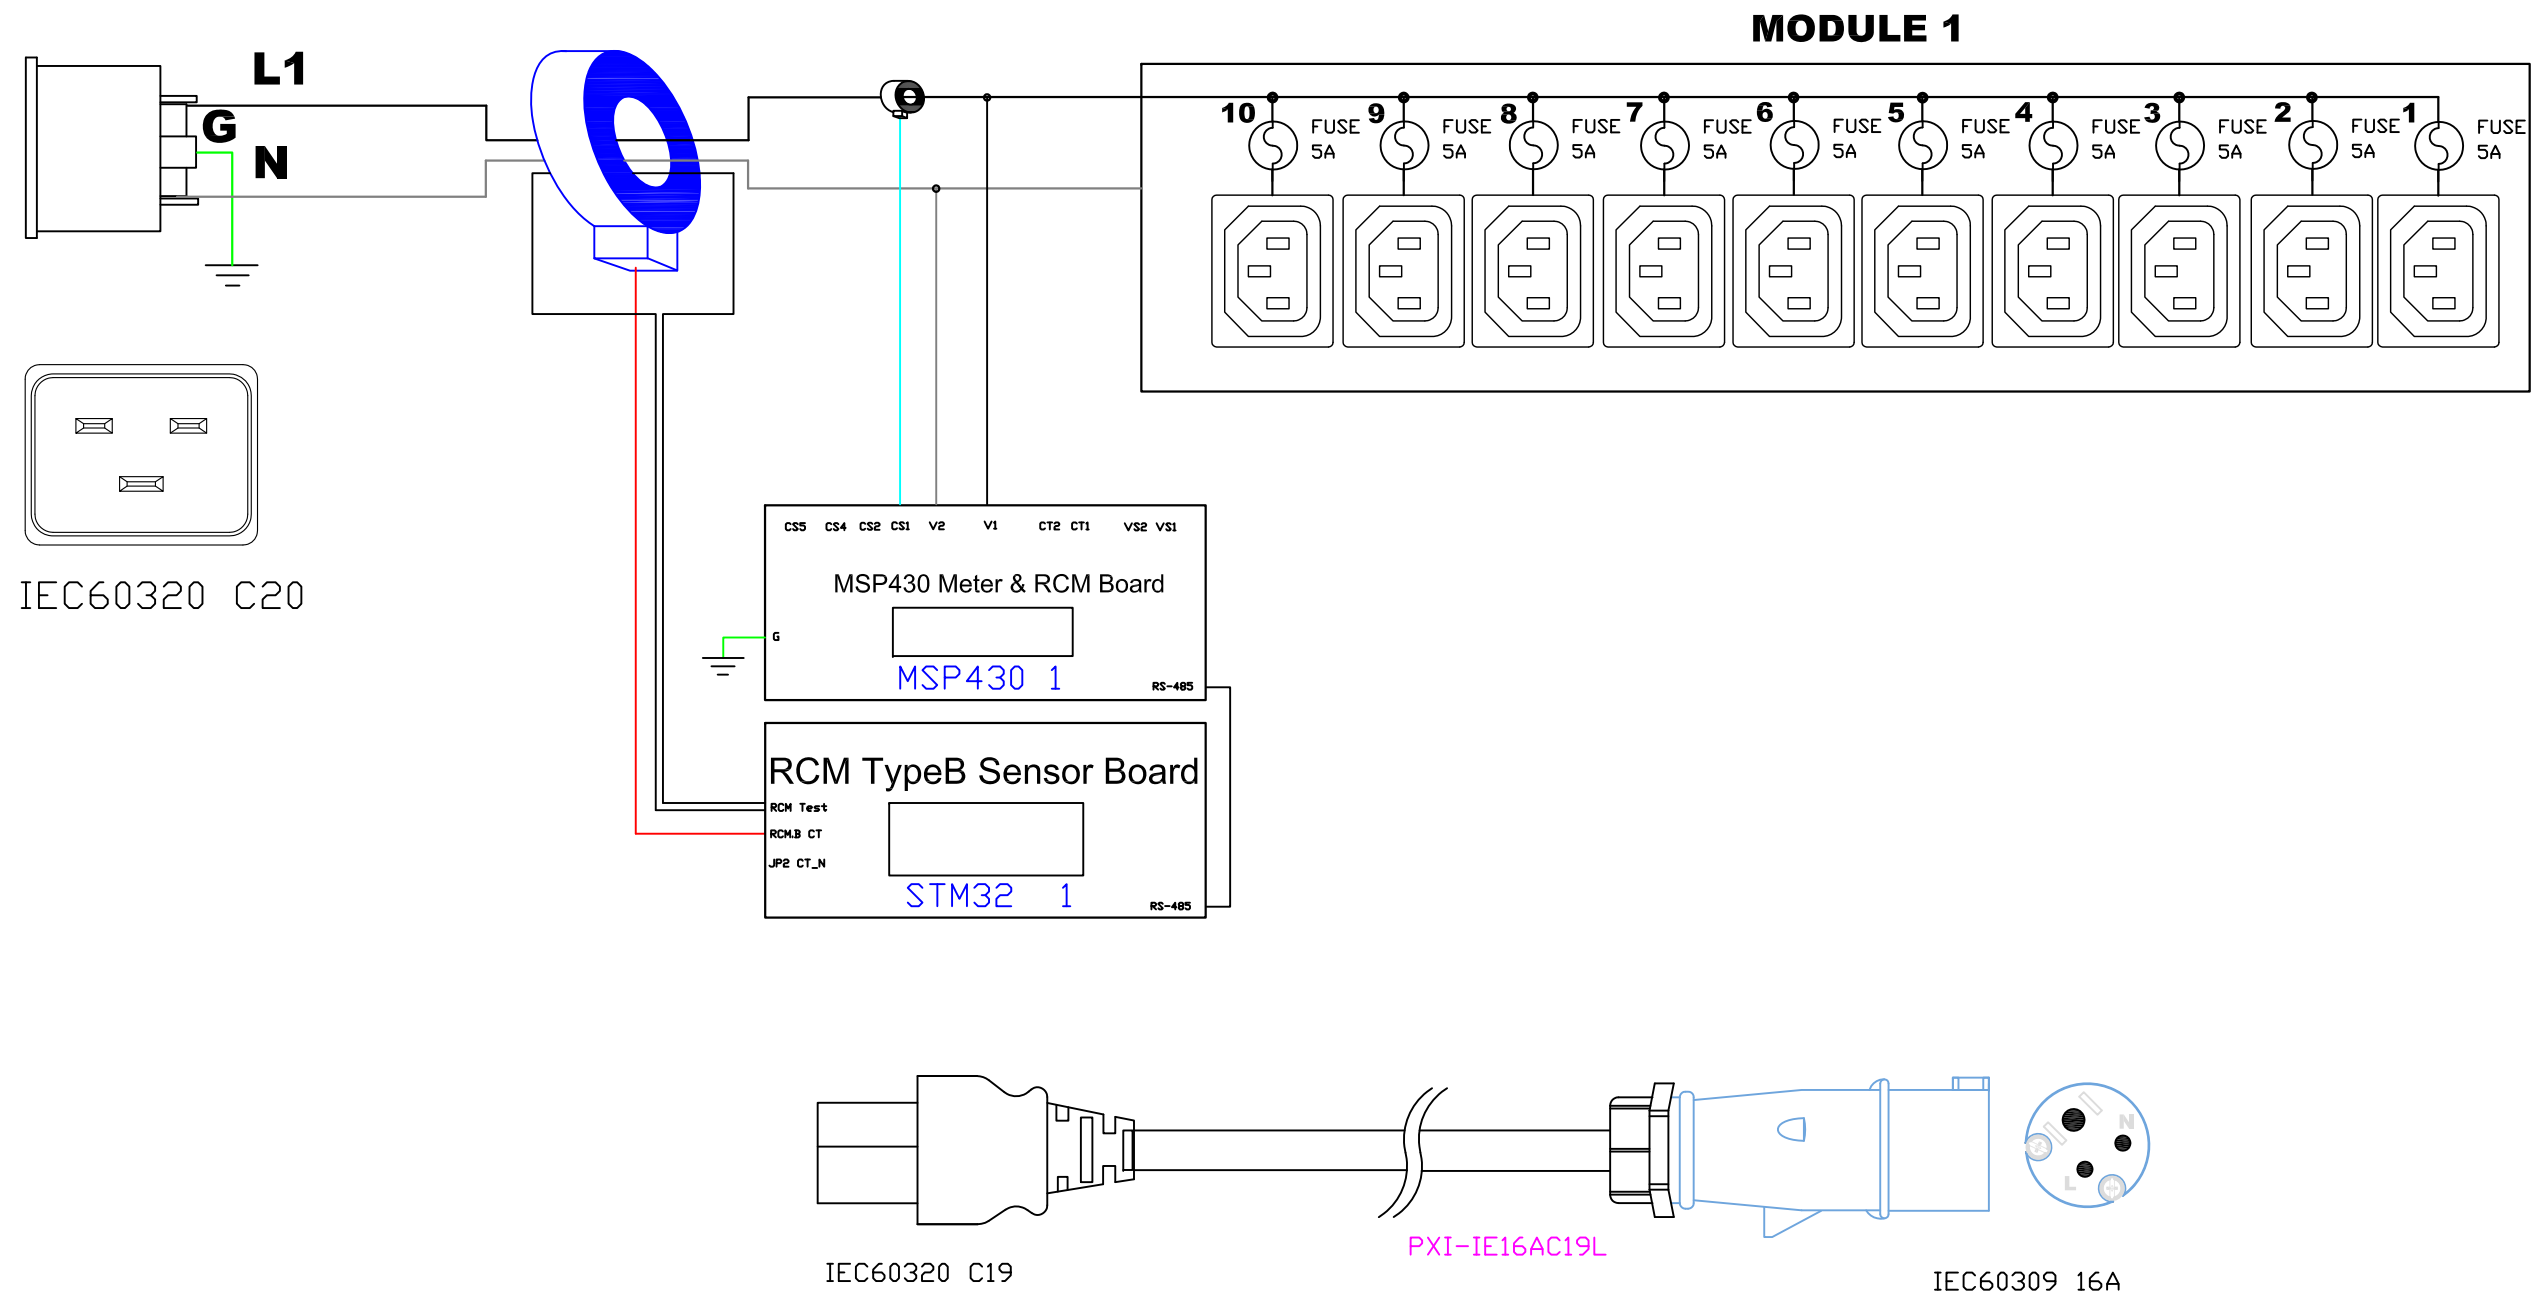 MODULE 1
L1
G
N
10
9
8
7
6
5
4
3
2
1
FUSE
5A
FUSE
5A
FUSE
5A
FUSE
5A
FUSE
5A
FUSE
5A
FUSE
5A
FUSE
5A
FUSE
5A
FUSE
5A
IEC60320 C20
CS5 CS4 CS2 CS1 V2 V1 CT2 CT1 VS2 VS1
MSP430 Meter & RCM Board
G
MSP430 1
RS-485
RCM TypeB Sensor Board
RCM Test
RCM.B CT
JP2 CT_N
STM32 1
RS-485
N
L
PXI-IE16AC19L
IEC60320 C19
IEC60309 16A